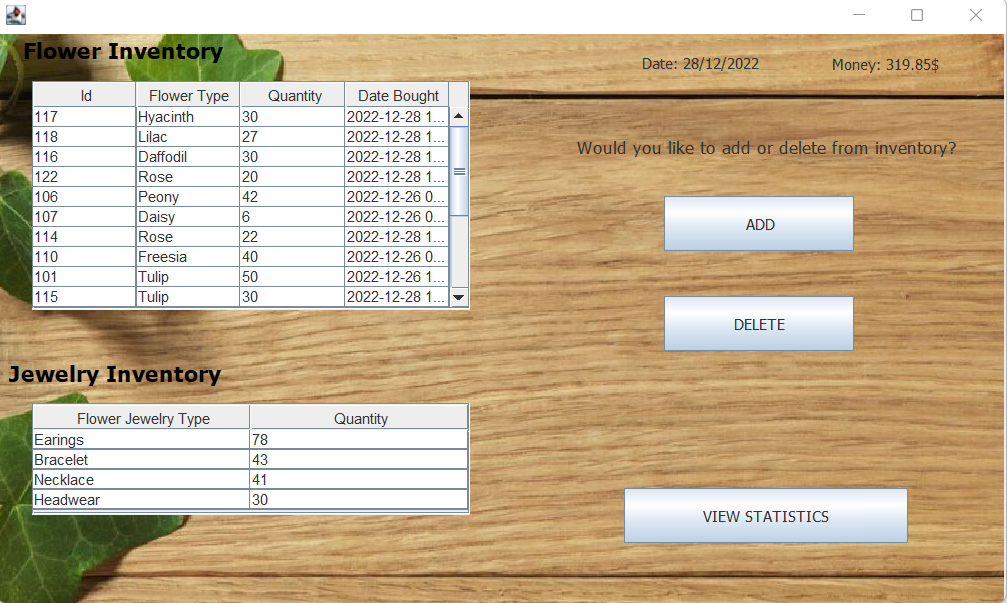 Flower Inventory
Date: 28/12/2022 Money: 319.85$
Id Flower Type Quantity Date Bought
117 Hyacinth 30 2022-12-28 1...
118 Lilac 27 2022-12-28 1...
116 Daffodil 30 2022-12-28 1...
122 Rose 20 2022-12-28 1...
106 Peony 42 2022-12-26 0...
107 Daisy 6 2022-12-26 0...
114 Rose 22 2022-12-28 1...
110 Freesia 40 2022-12-26 0...
101 Tulip 50 2022-12-26 1...
115 Tulip 30 2022-12-28 1...
Would you like to add or delete from inventory?
ADD
DELETE
Jewelry Inventory
Flower Jewelry Type Quantity
Earings 78
Bracelet 43
Necklace 41
Headwear 30
VIEW STATISTICS